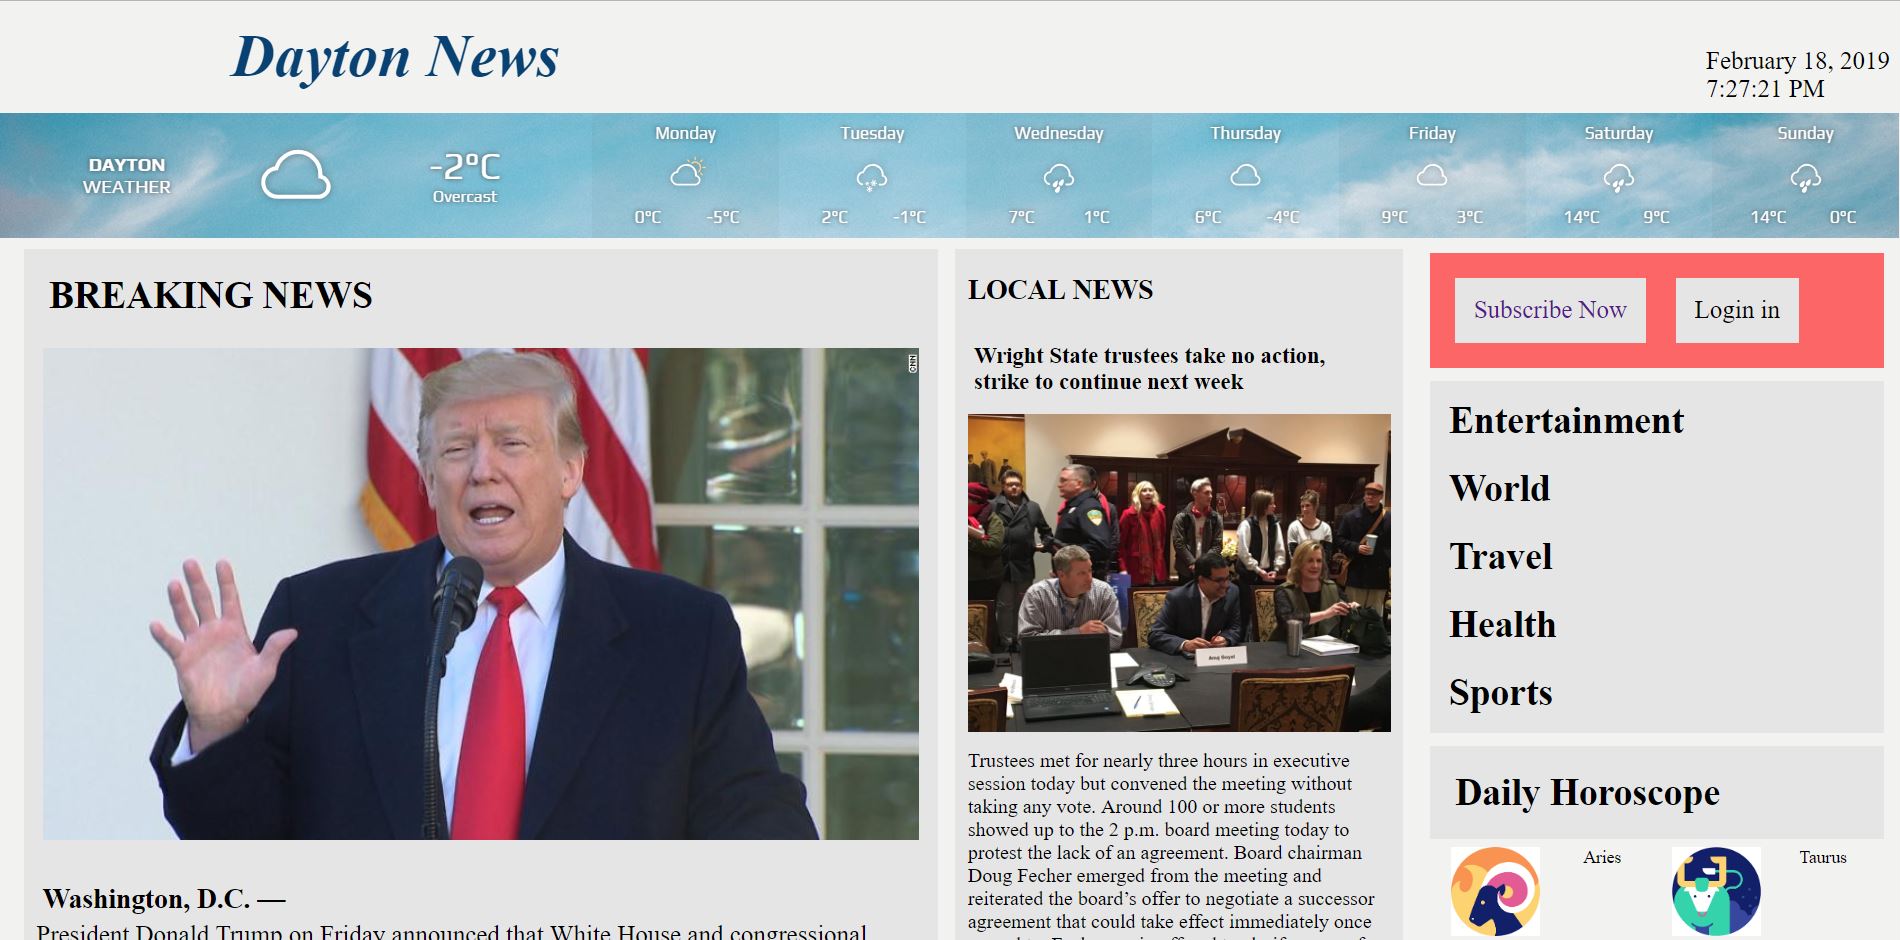 Dayton News
February 18, 2019
7:27:21 PM
DAYTON
WEATHER
-2°C
Overcast
Monday
0°C -5°C
Tuesday
2°C -1°C
Wednesday
7°C 1°C
Thursday
6°C -4°C
Friday
9°C 3°C
Saturday
14°C 9°C
Sunday
14°C 0°C
BREAKING NEWS
CNN
Washington, D.C. —
President Donald Trump on Friday announced that White House and congressional
LOCAL NEWS
Wright State trustees take no action,
strike to continue next week
Anuj Goyal
Trustees met for nearly three hours in executive
session today but convened the meeting without
taking any vote. Around 100 or more students
showed up to the 2 p.m. board meeting today to
protest the lack of an agreement. Board chairman
Doug Fecher emerged from the meeting and
reiterated the board’s offer to negotiate a successor
agreement that could take effect immediately once
Subscribe Now
Login in
Entertainment
World
Travel
Health
Sports
Daily Horoscope
Aries
Taurus